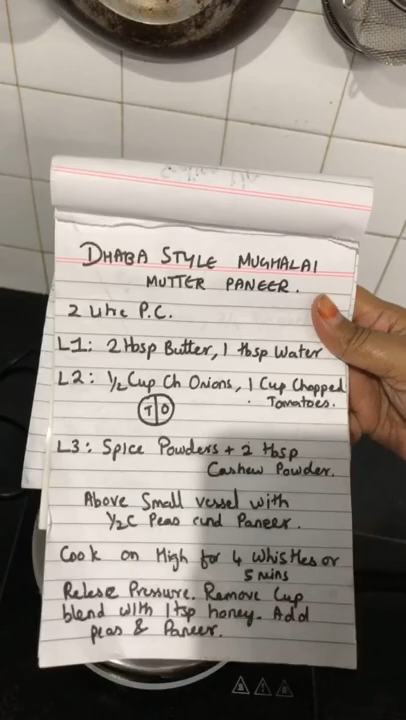 DHABA STYLE MUGHALAI
MUTTER PANEER.
2 Litre P.C.
L1: 2 Tbsp Butter, 1 Tbsp Water
L2: ½ Cup Ch Onions, 1 Cup Chopped
Tomatoes.
T O
L3: Spice Powders + 2 Tbsp
Cashew Powder.
Above Small vessel with
½C Peas and Paneer.
Cook on High for 4 Whistles or
5 mins
Relese Pressure. Remove Cup
blend with 1 tsp honey. Add
peas & Paneer.